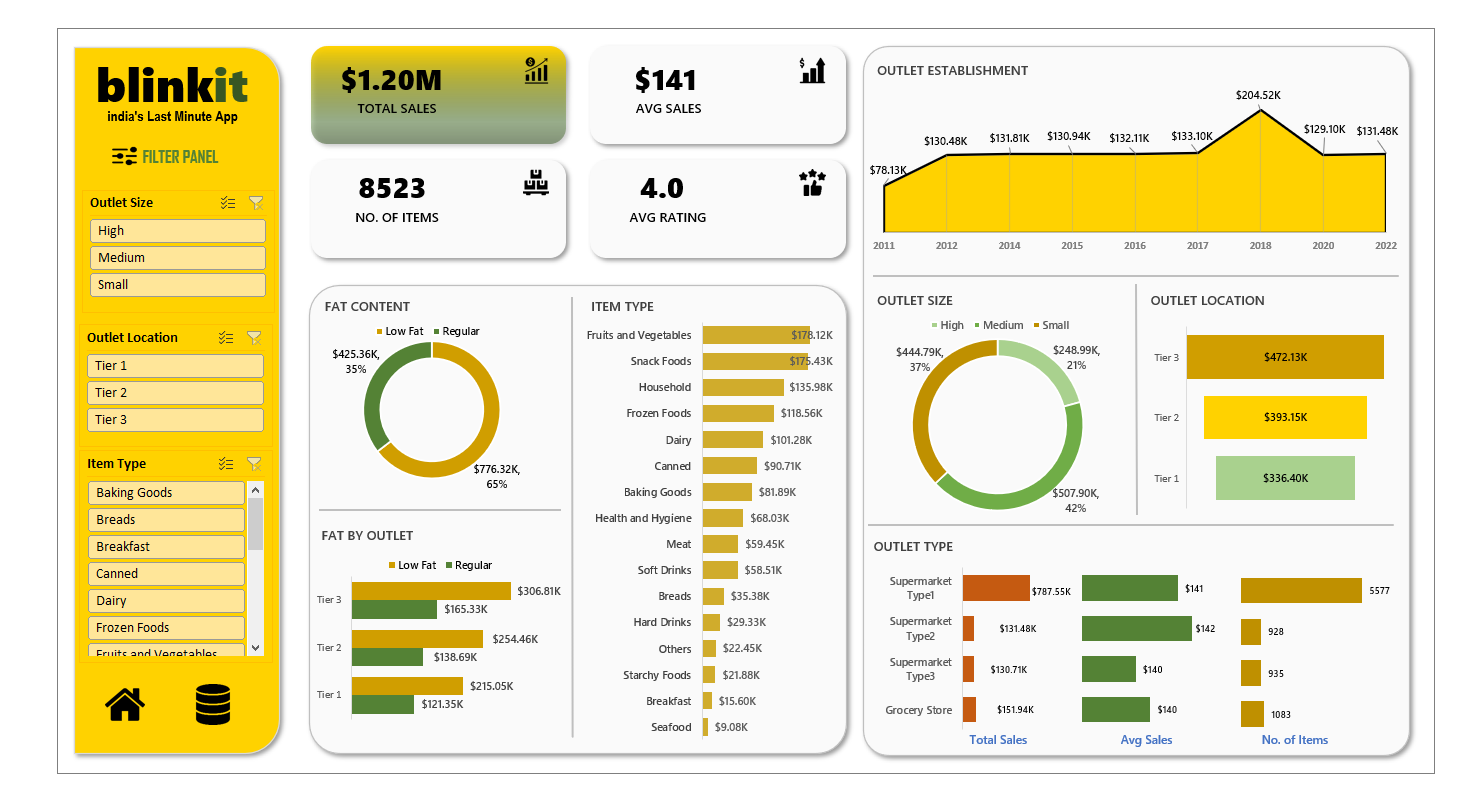 blinkit
india's Last Minute App
FILTER PANEL
Outlet Size
High
Medium
Small
Outlet Location
Tier 1
Tier 2
Tier 3
Item Type
Baking Goods
Breads
Breakfast
Canned
Dairy
Frozen Foods
Fruits and Vegetables
$1.20M
TOTAL SALES
$141
AVG SALES
8523
NO. OF ITEMS
4.0
AVG RATING
FAT CONTENT
Low Fat
Regular
$425.36K,
35%
$776.32K,
65%
FAT BY OUTLET
Low Fat
Regular
Tier 3
$306.81K
$165.33K
Tier 2
$254.46K
$138.69K
Tier 1
$215.05K
$121.35K
ITEM TYPE
Fruits and Vegetables $178.12K
Snack Foods $175.43K
Household $135.98K
Frozen Foods $118.56K
Dairy $101.28K
Canned $90.71K
Baking Goods $81.89K
Health and Hygiene $68.03K
Meat $59.45K
Soft Drinks $58.51K
Breads $35.38K
Hard Drinks $29.33K
Others $22.45K
Starchy Foods $21.88K
Breakfast $15.60K
Seafood $9.08K
OUTLET ESTABLISHMENT
$78.13K $130.48K $131.81K $130.94K $132.11K $133.10K $204.52K $129.10K $131.48K
2011 2012 2014 2015 2016 2017 2018 2020 2022
OUTLET SIZE
High Medium Small
$444.79K,
37%
$248.99K,
21%
$507.90K,
42%
OUTLET LOCATION
Tier 3 $472.13K
Tier 2 $393.15K
Tier 1 $336.40K
OUTLET TYPE
Supermarket
Type1
$787.55K $141 5577
Supermarket
Type2
$131.48K $142 928
Supermarket
Type3
$130.71K $140 935
Grocery Store $151.94K $140 1083
Total Sales Avg Sales No. of Items